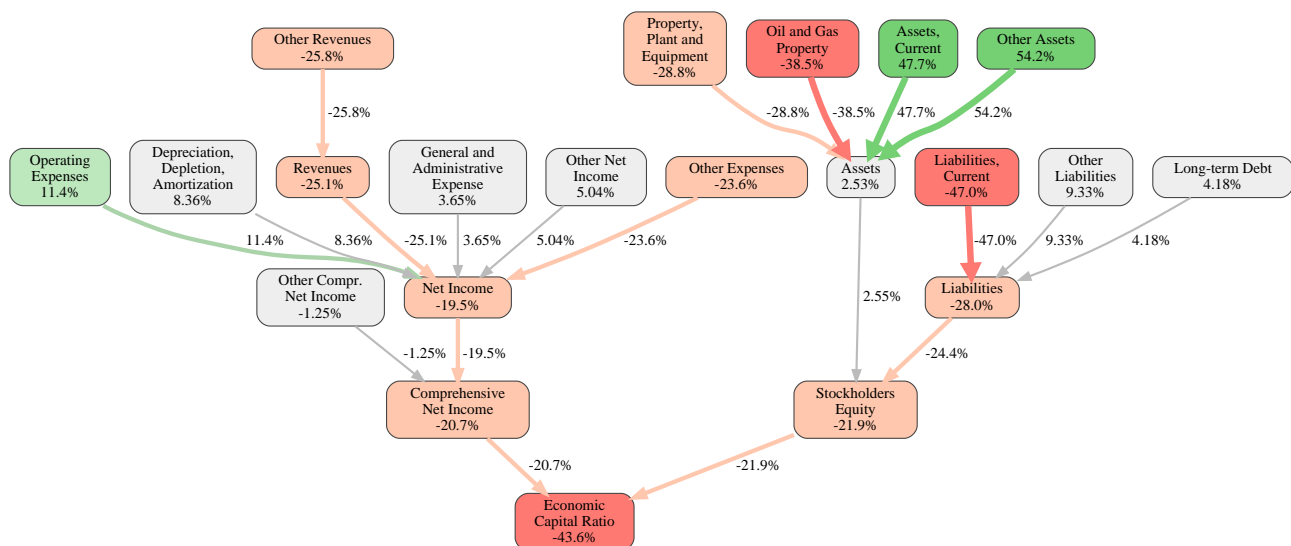 Other Revenues
-25.8%
Property,
Plant and
Equipment
-28.8%
Oil and Gas
Property
-38.5%
Assets,
Current
47.7%
Other Assets
54.2%
-25.8%
-28.8%
-38.5%
47.7%
54.2%
Operating
Expenses
11.4%
Depreciation,
Depletion,
Amortization
8.36%
Revenues
-25.1%
General and
Administrative
Expense
3.65%
Other Net
Income
5.04%
Other Expenses
-23.6%
Assets
2.53%
Liabilities,
Current
-47.0%
Other
Liabilities
9.33%
Long-term Debt
4.18%
11.4%
8.36%
-25.1%
3.65%
5.04%
-23.6%
-47.0%
9.33%
4.18%
Other Compr.
Net Income
-1.25%
Net Income
-19.5%
2.55%
Liabilities
-28.0%
-1.25%
-19.5%
-24.4%
Comprehensive
Net Income
-20.7%
Stockholders
Equity
-21.9%
-20.7%
-21.9%
Economic
Capital Ratio
-43.6%